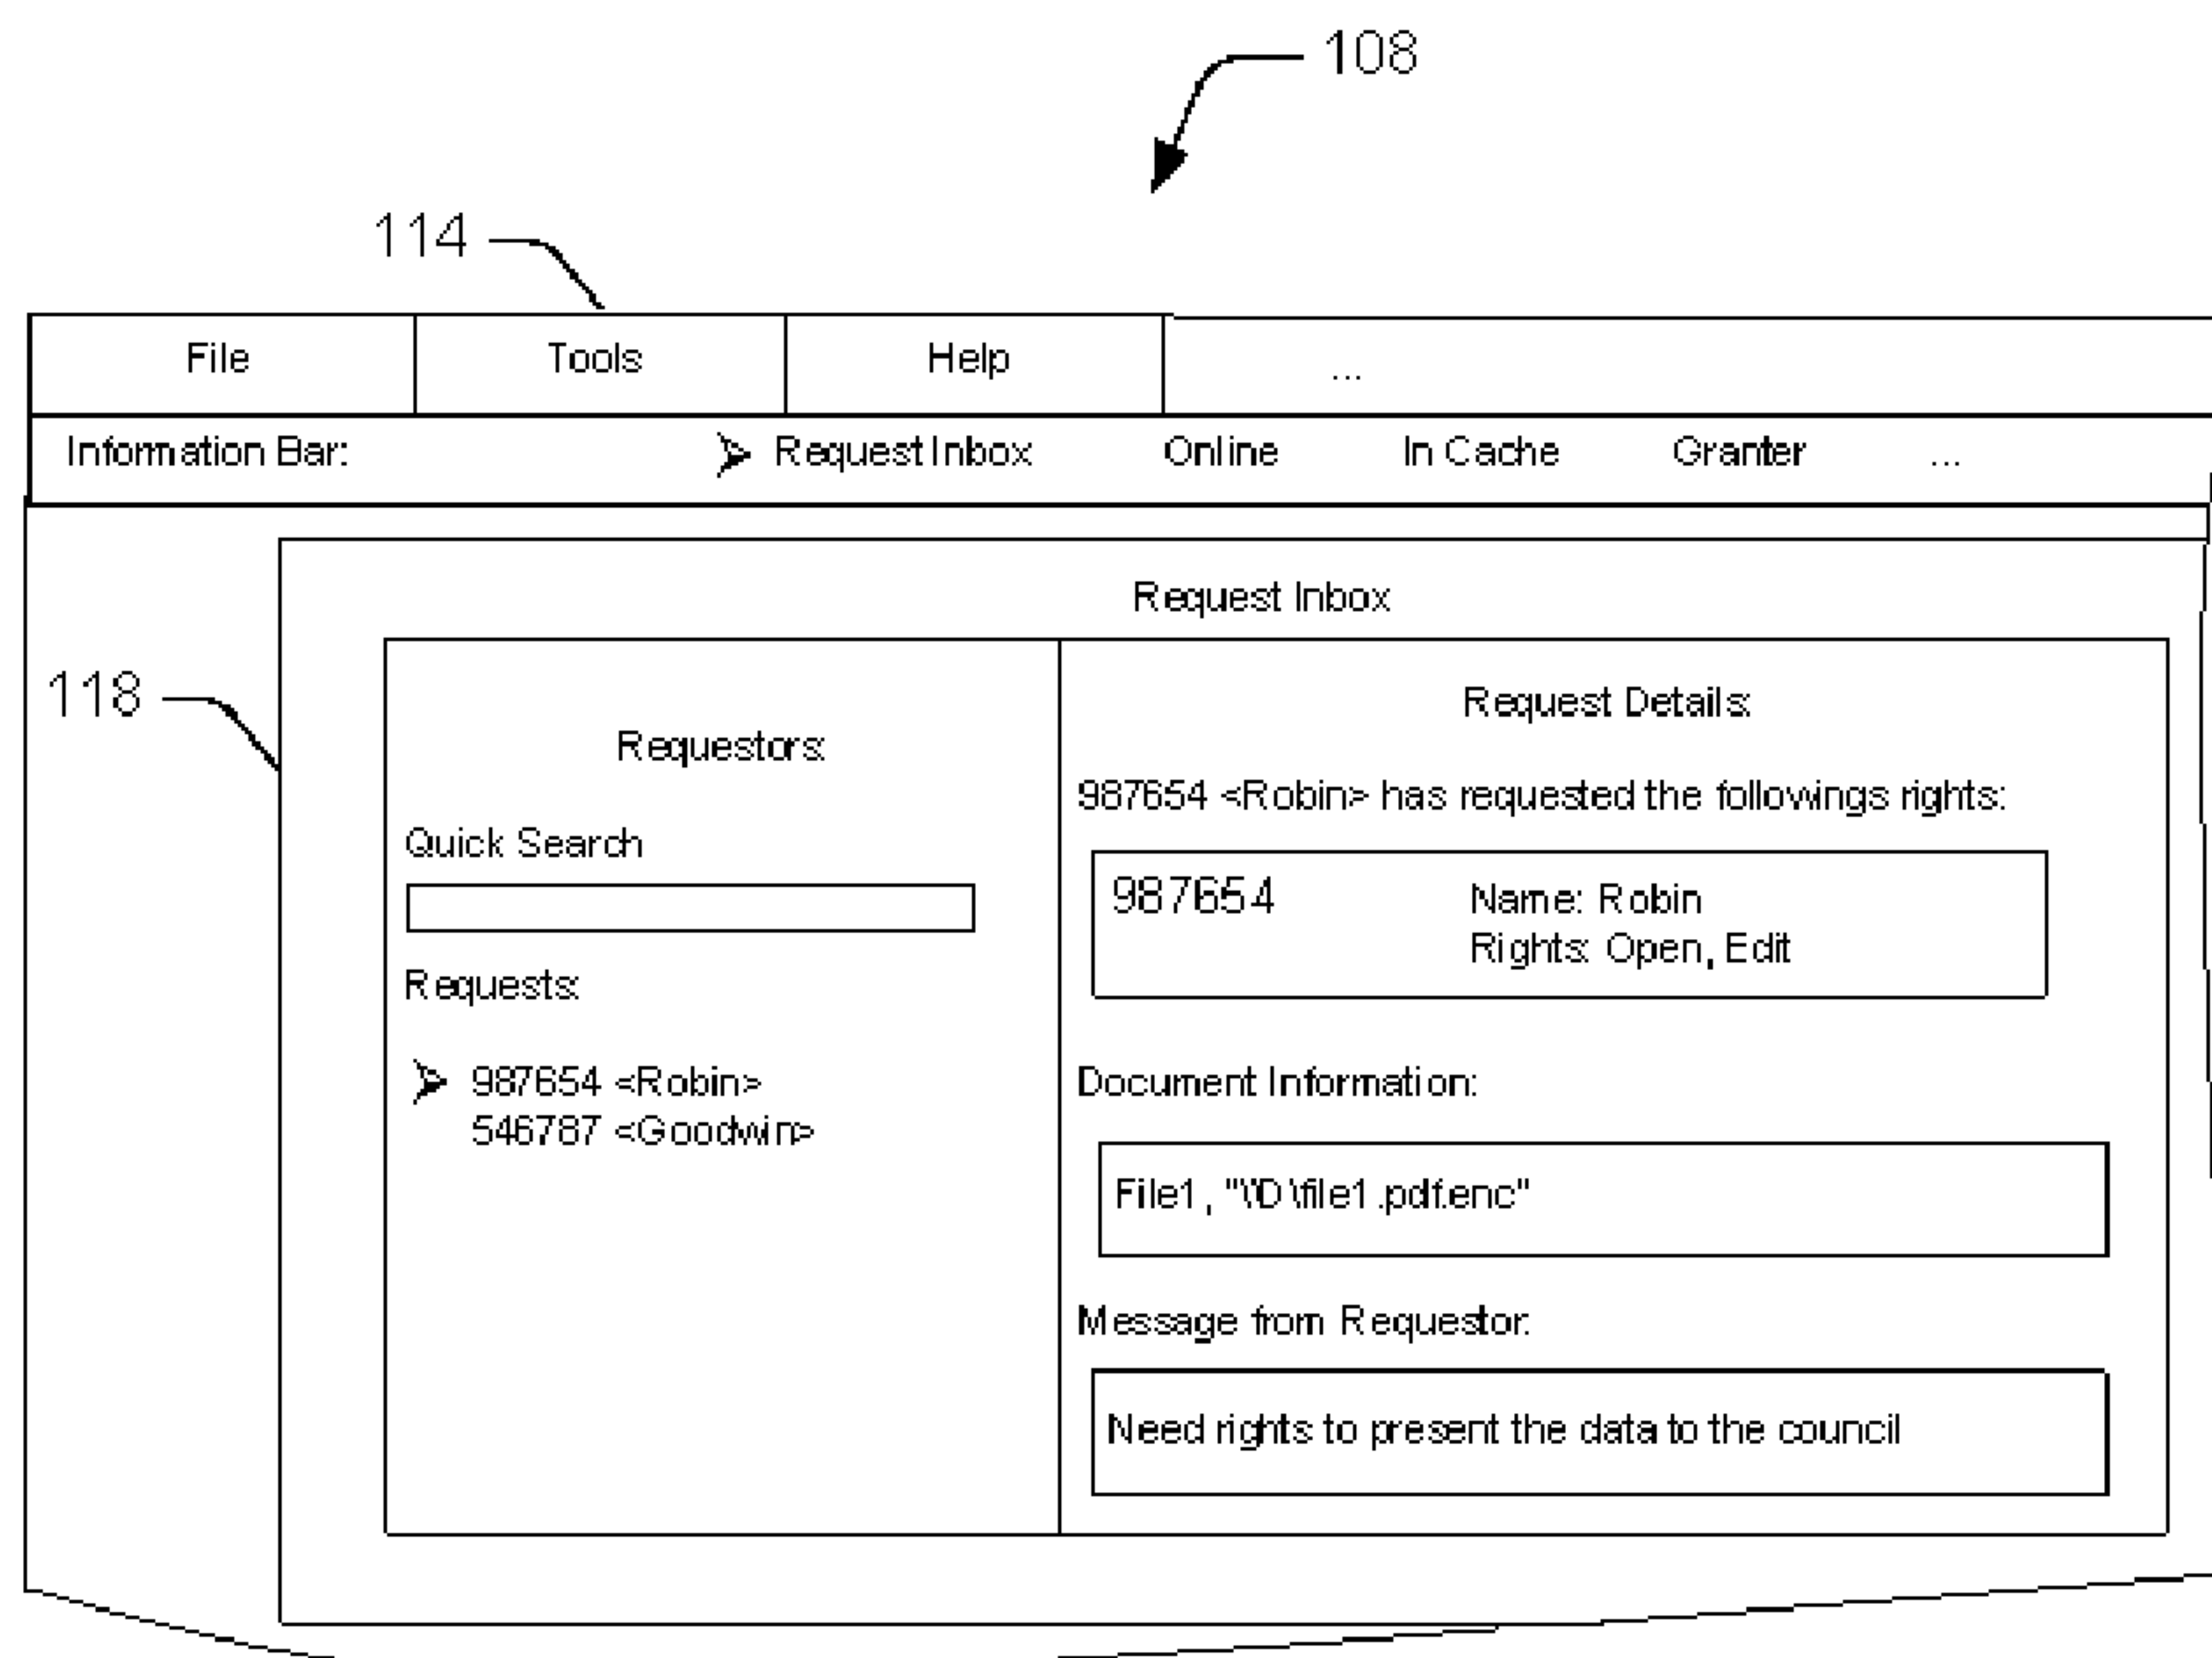 108
114
File Tools Help ...
Information Bar: Request Inbox Online In Cache Granter ...
Request Inbox
118
Requestors:
Quick Search
Requests:
987654 <Robin>
546787 <Goodwin>
Request Details:
987654 <Robin> has requested the followings rights:
987654
Name: Robin
Rights: Open, Edit
Document Information:
File1, "\\D\file1.pdf.enc"
Message from Requestor:
Need rights to present the data to the council